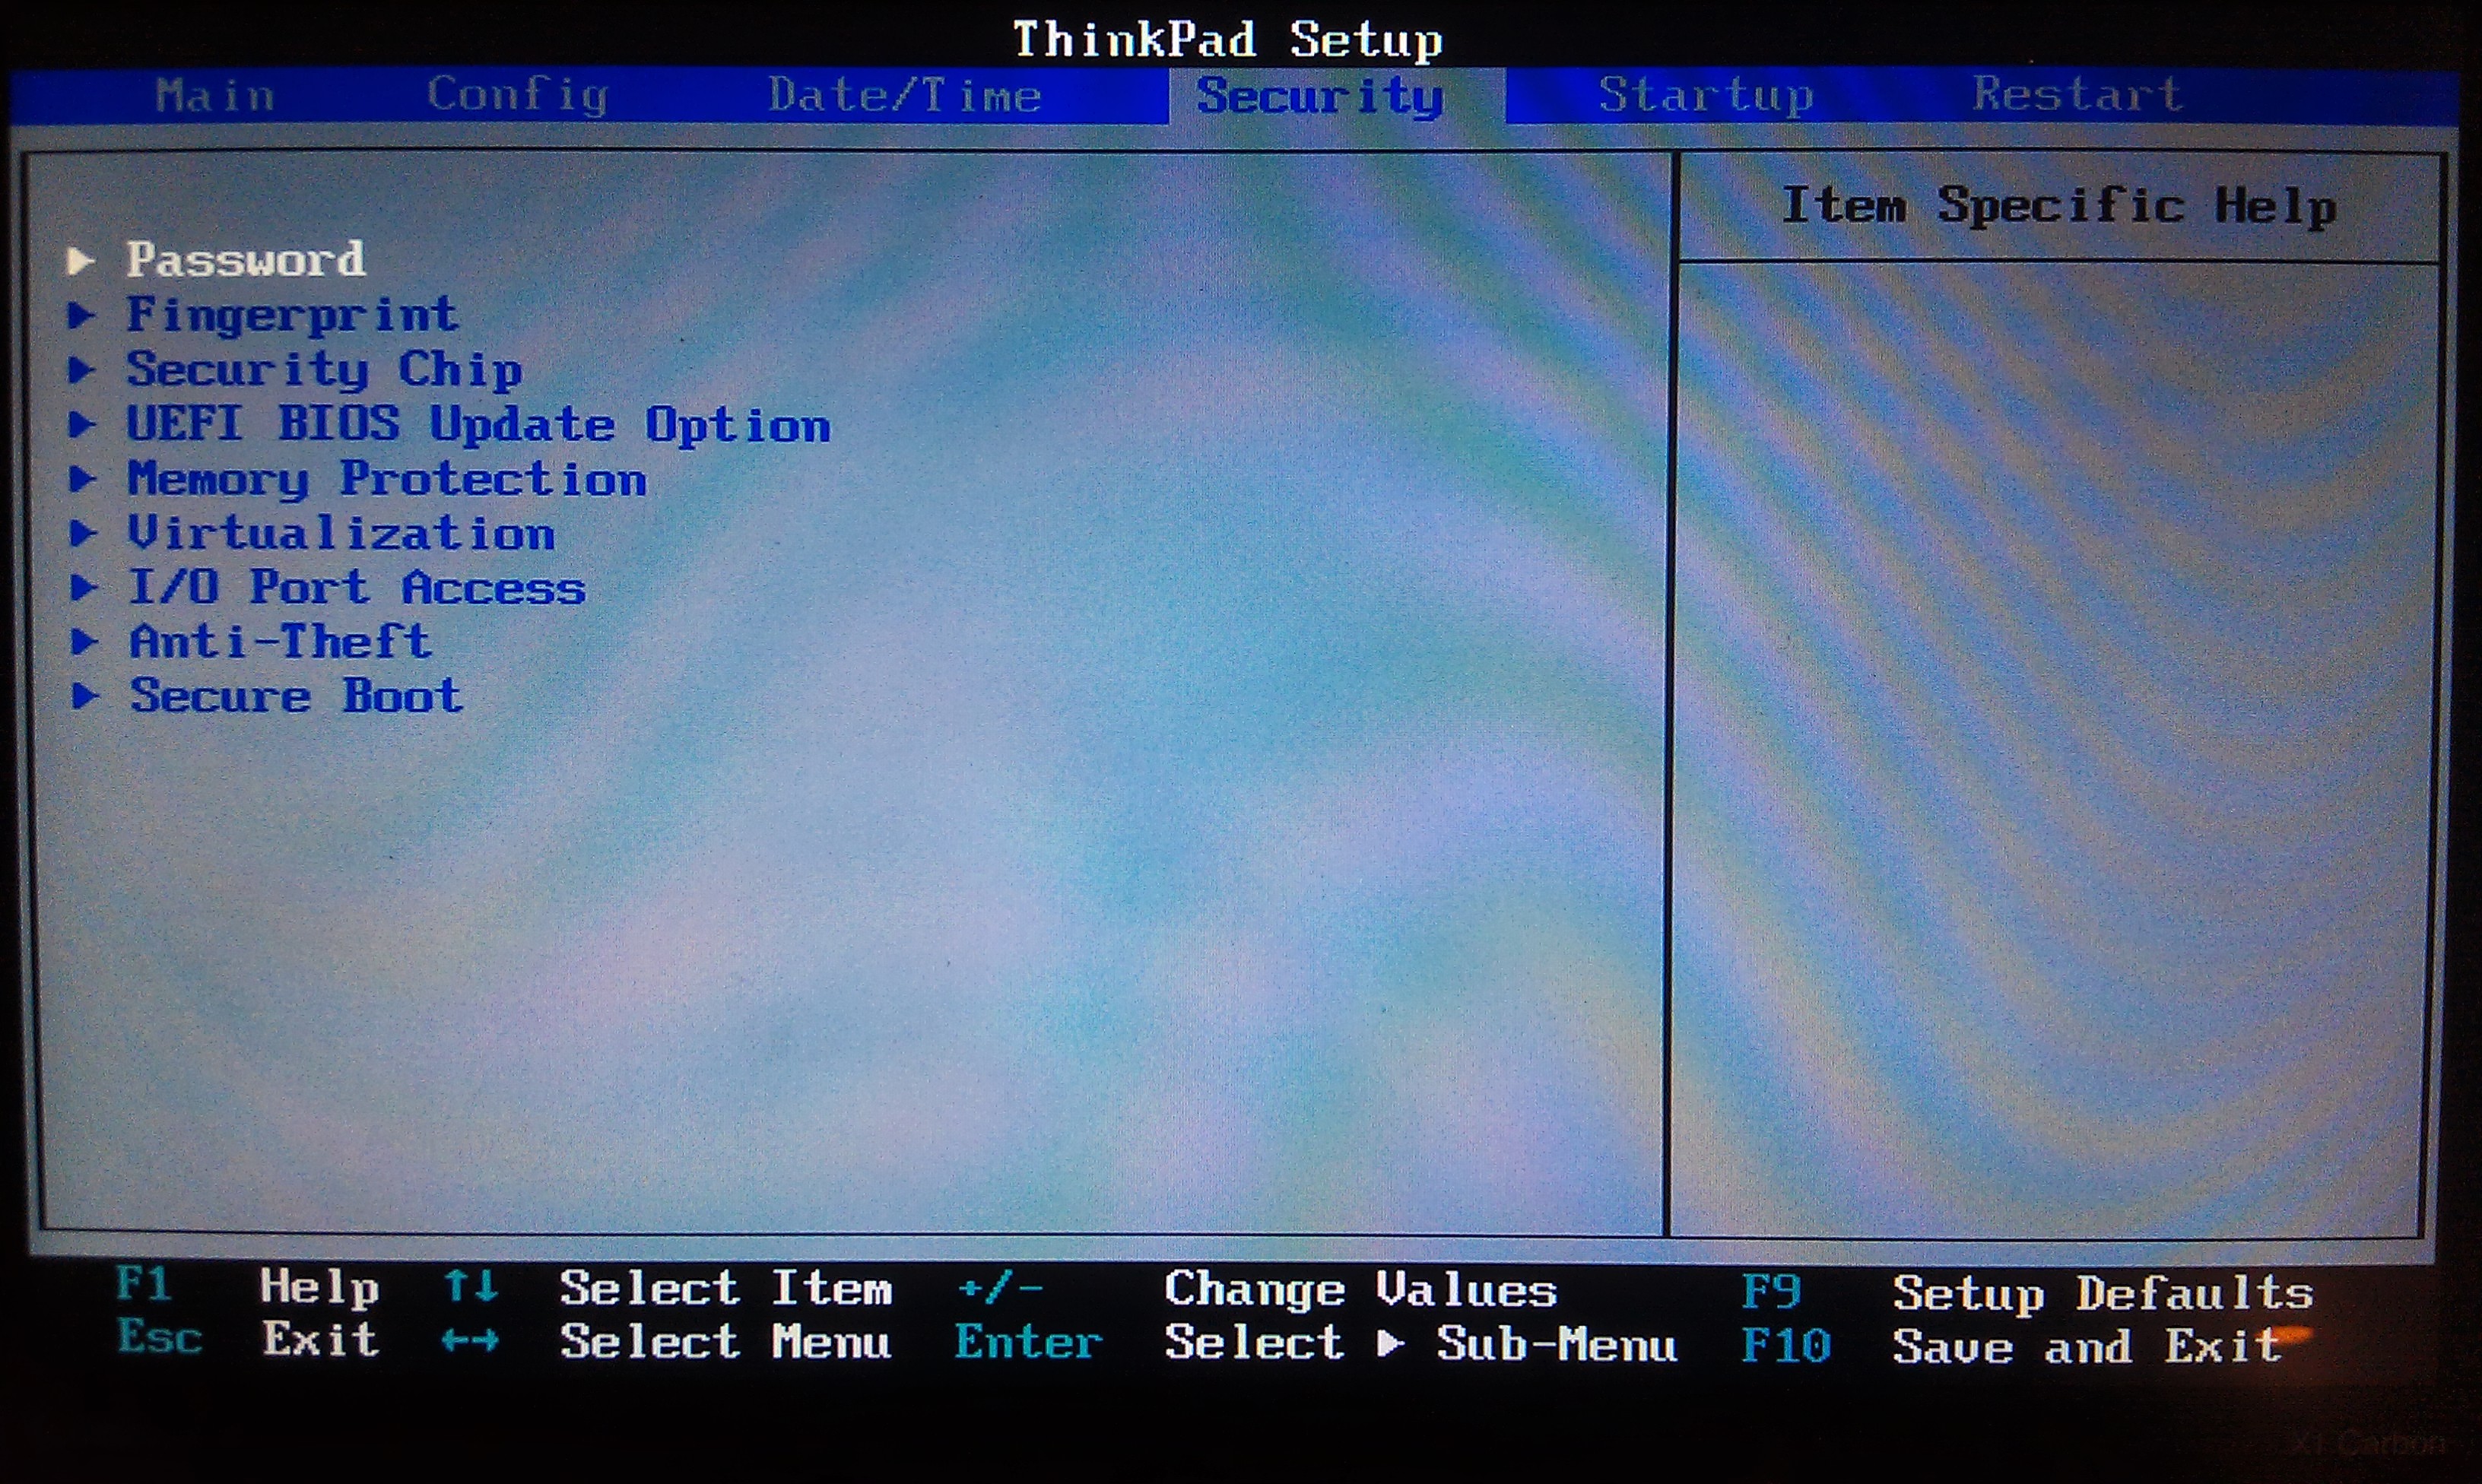 ThinkPad Setup
Main Config Date/Time Security Startup Restart
Item Specific Help
Password
Fingerprint
Security Chip
UEFI BIOS Update Option
Memory Protection
Virtualization
I/O Port Access
Anti-Theft
Secure Boot
F1 Help ↑↓ Select Item +/- Change Values F9 Setup Defaults
Esc Exit ←→ Select Menu Enter Select ▶ Sub-Menu F10 Save and Exit
X1 Carbon